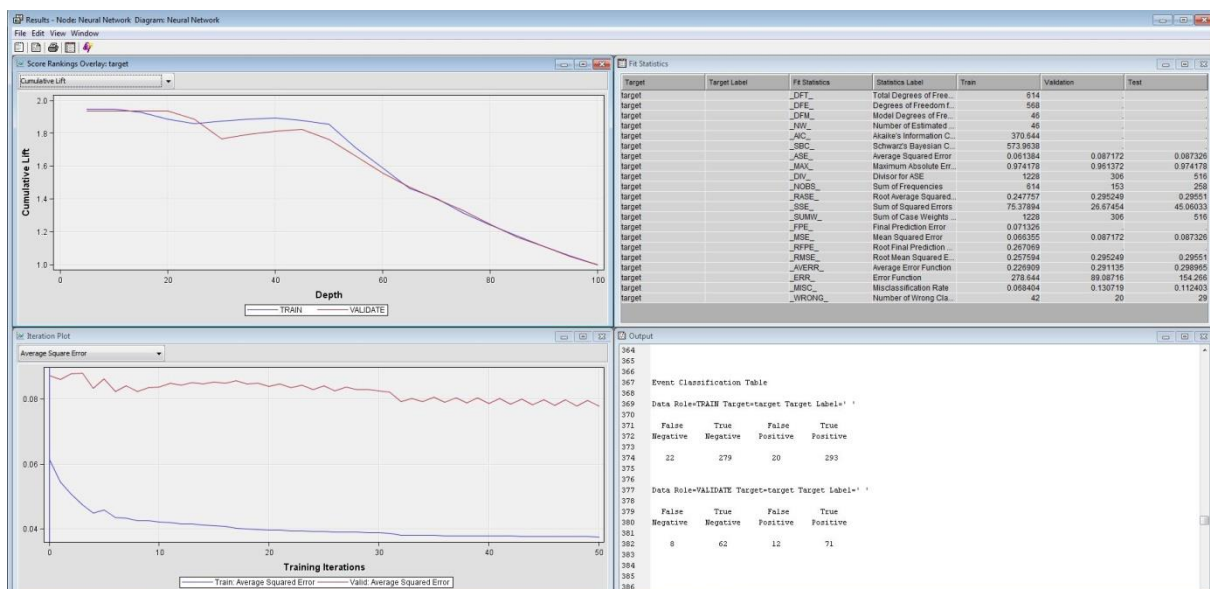 Results - Node: Neural Network Diagram: Neural Network
File Edit View Window
Score Rankings Overlay: target
Cumulative Lift
2.0
1.8
1.6
1.4
1.2
1.0
Cumulative Lift
0 20 40 60 80 100
Depth
TRAIN VALIDATE
Fit Statistics
Target Target Label Fit Statistics Statistics Label Train Validation Test
target _DFT_ Total Degrees of Free... 614 . .
target _DFE_ Degrees of Freedom f... 568 . .
target _DFM_ Model Degrees of Fre... 46 . .
target _NW_ Number of Estimated ... 46 . .
target _AIC_ Akaike's Information C... 370.644 . .
target _SBC_ Schwarz's Bayesian C... 573.9638 . .
target _ASE_ Average Squared Error 0.061384 0.087172 0.087326
target _MAX_ Maximum Absolute Err... 0.974178 0.961372 0.974178
target _DIV_ Divisor for ASE 1228 306 516
target _NOBS_ Sum of Frequencies 614 153 258
target _RASE_ Root Average Squared... 0.247757 0.295249 0.29551
target _SSE_ Sum of Squared Errors 75.37894 26.67454 45.06033
target _SUMW_ Sum of Case Weights ... 1228 306 516
target _FPE_ Final Prediction Error 0.071326 . .
target _MSE_ Mean Squared Error 0.066355 0.087172 0.087326
target _RFPE_ Root Final Prediction ... 0.267069 . .
target _RMSE_ Root Mean Squared E... 0.257594 0.295249 0.29551
target _AVERR_ Average Error Function 0.226909 0.291135 0.298965
target _ERR_ Error Function 278.644 89.08716 154.266
target _MISC_ Misclassification Rate 0.068404 0.130719 0.112403
target _WRONG_ Number of Wrong Cla... 42 20 29
Iteration Plot
Average Square Error
0.08
0.06
0.04
0 10 20 30 40 50
Training Iterations
Train: Average Squared Error Valid: Average Squared Error
Output
364
365
366
367 Event Classification Table
368
369 Data Role=TRAIN Target=target Target Label=' '
370
371 False True False True
372 Negative Negative Positive Positive
373
374 22 279 20 293
375
376
377 Data Role=VALIDATE Target=target Target Label=' '
378
379 False True False True
380 Negative Negative Positive Positive
381
382 8 62 12 71
383
384
385
386